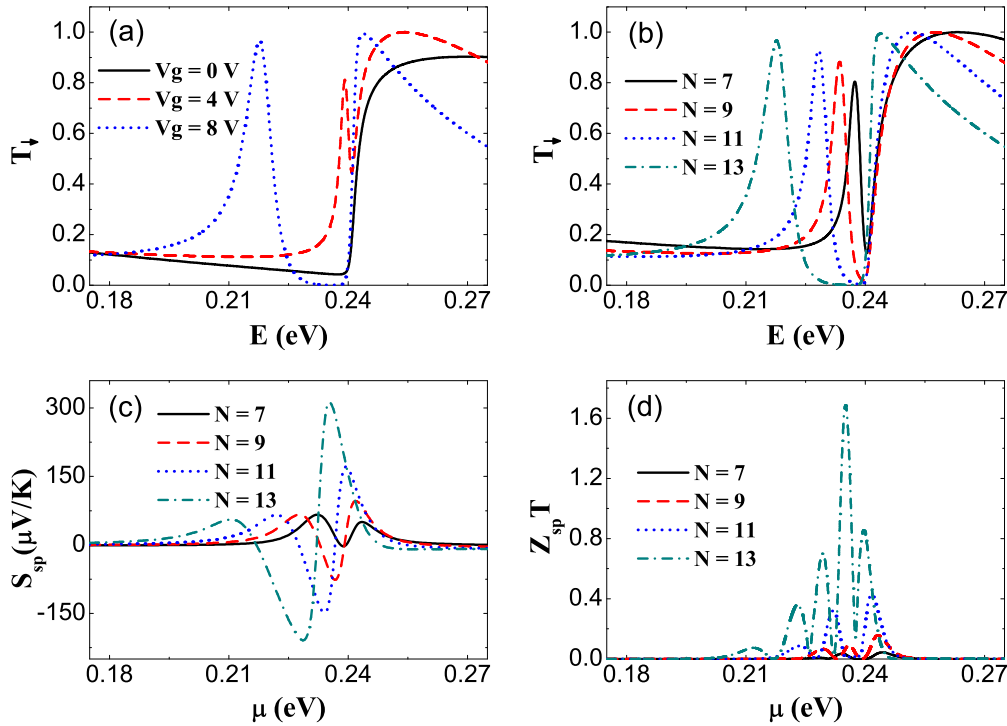 (a)
1.0
0.8
0.6
0.4
0.2
0.0
T↓
Vg = 0 V
Vg = 4 V
Vg = 8 V
0.18
0.21
0.24
0.27
E (eV)
(b)
1.0
0.8
0.6
0.4
0.2
0.0
T↓
N = 7
N = 9
N = 11
N = 13
0.18
0.21
0.24
0.27
E (eV)
(c)
300
150
0
-150
Ssp(μV/K)
N = 7
N = 9
N = 11
N = 13
0.18
0.21
0.24
0.27
μ (eV)
(d)
1.6
1.2
0.8
0.4
0.0
ZspT
N = 7
N = 9
N = 11
N = 13
0.18
0.21
0.24
0.27
μ (eV)